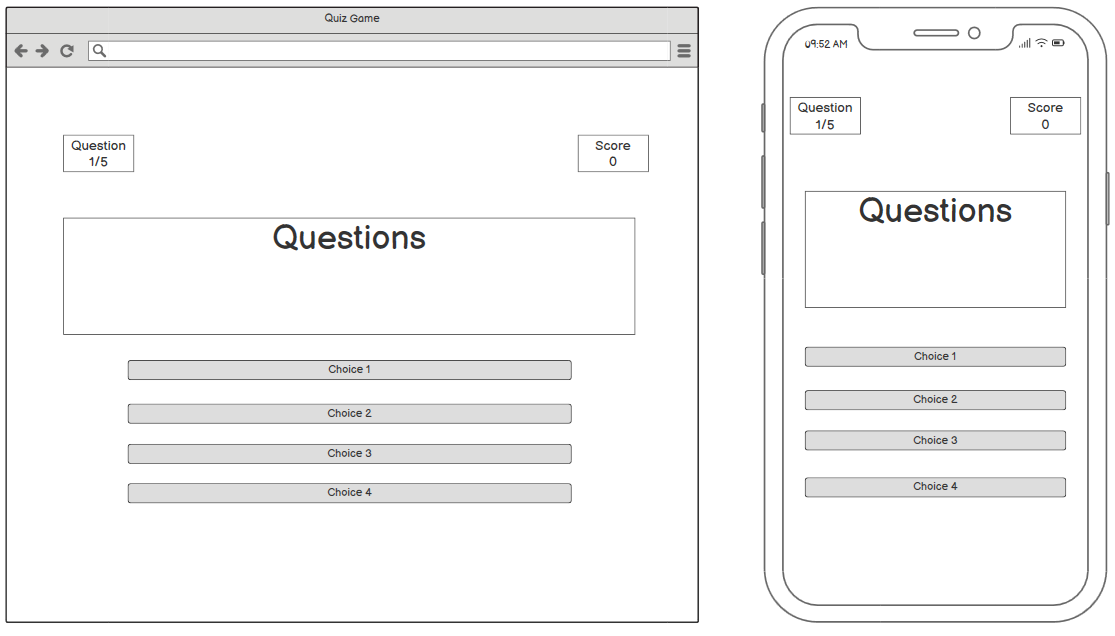 Quiz Game
Question
1/5
Score
0
Questions
Choice 1
Choice 2
Choice 3
Choice 4
09:52 AM
Question
1/5
Score
0
Questions
Choice 1
Choice 2
Choice 3
Choice 4